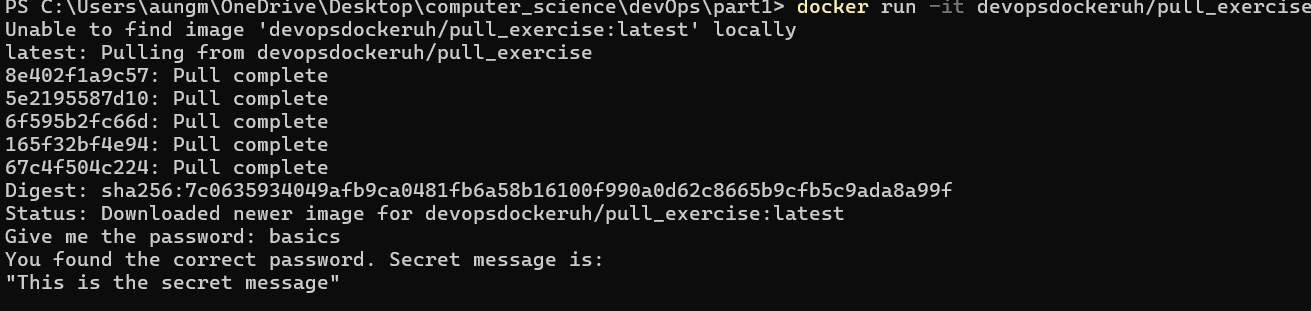 PS C:\Users\aungm\OneDrive\Desktop\computer_science\devOps\part1> docker run -it devopsdockeruh/pull_exercise
Unable to find image 'devopsdockeruh/pull_exercise:latest' locally
latest: Pulling from devopsdockeruh/pull_exercise
8e402f1a9c57: Pull complete
5e2195587d10: Pull complete
6f595b2fc66d: Pull complete
165f32bf4e94: Pull complete
67c4f504c224: Pull complete
Digest: sha256:7c0635934049afb9ca0481fb6a58b16100f990a0d62c8665b9cfb5c9ada8a99f
Status: Downloaded newer image for devopsdockeruh/pull_exercise:latest
Give me the password: basics
You found the correct password. Secret message is:
"This is the secret message"